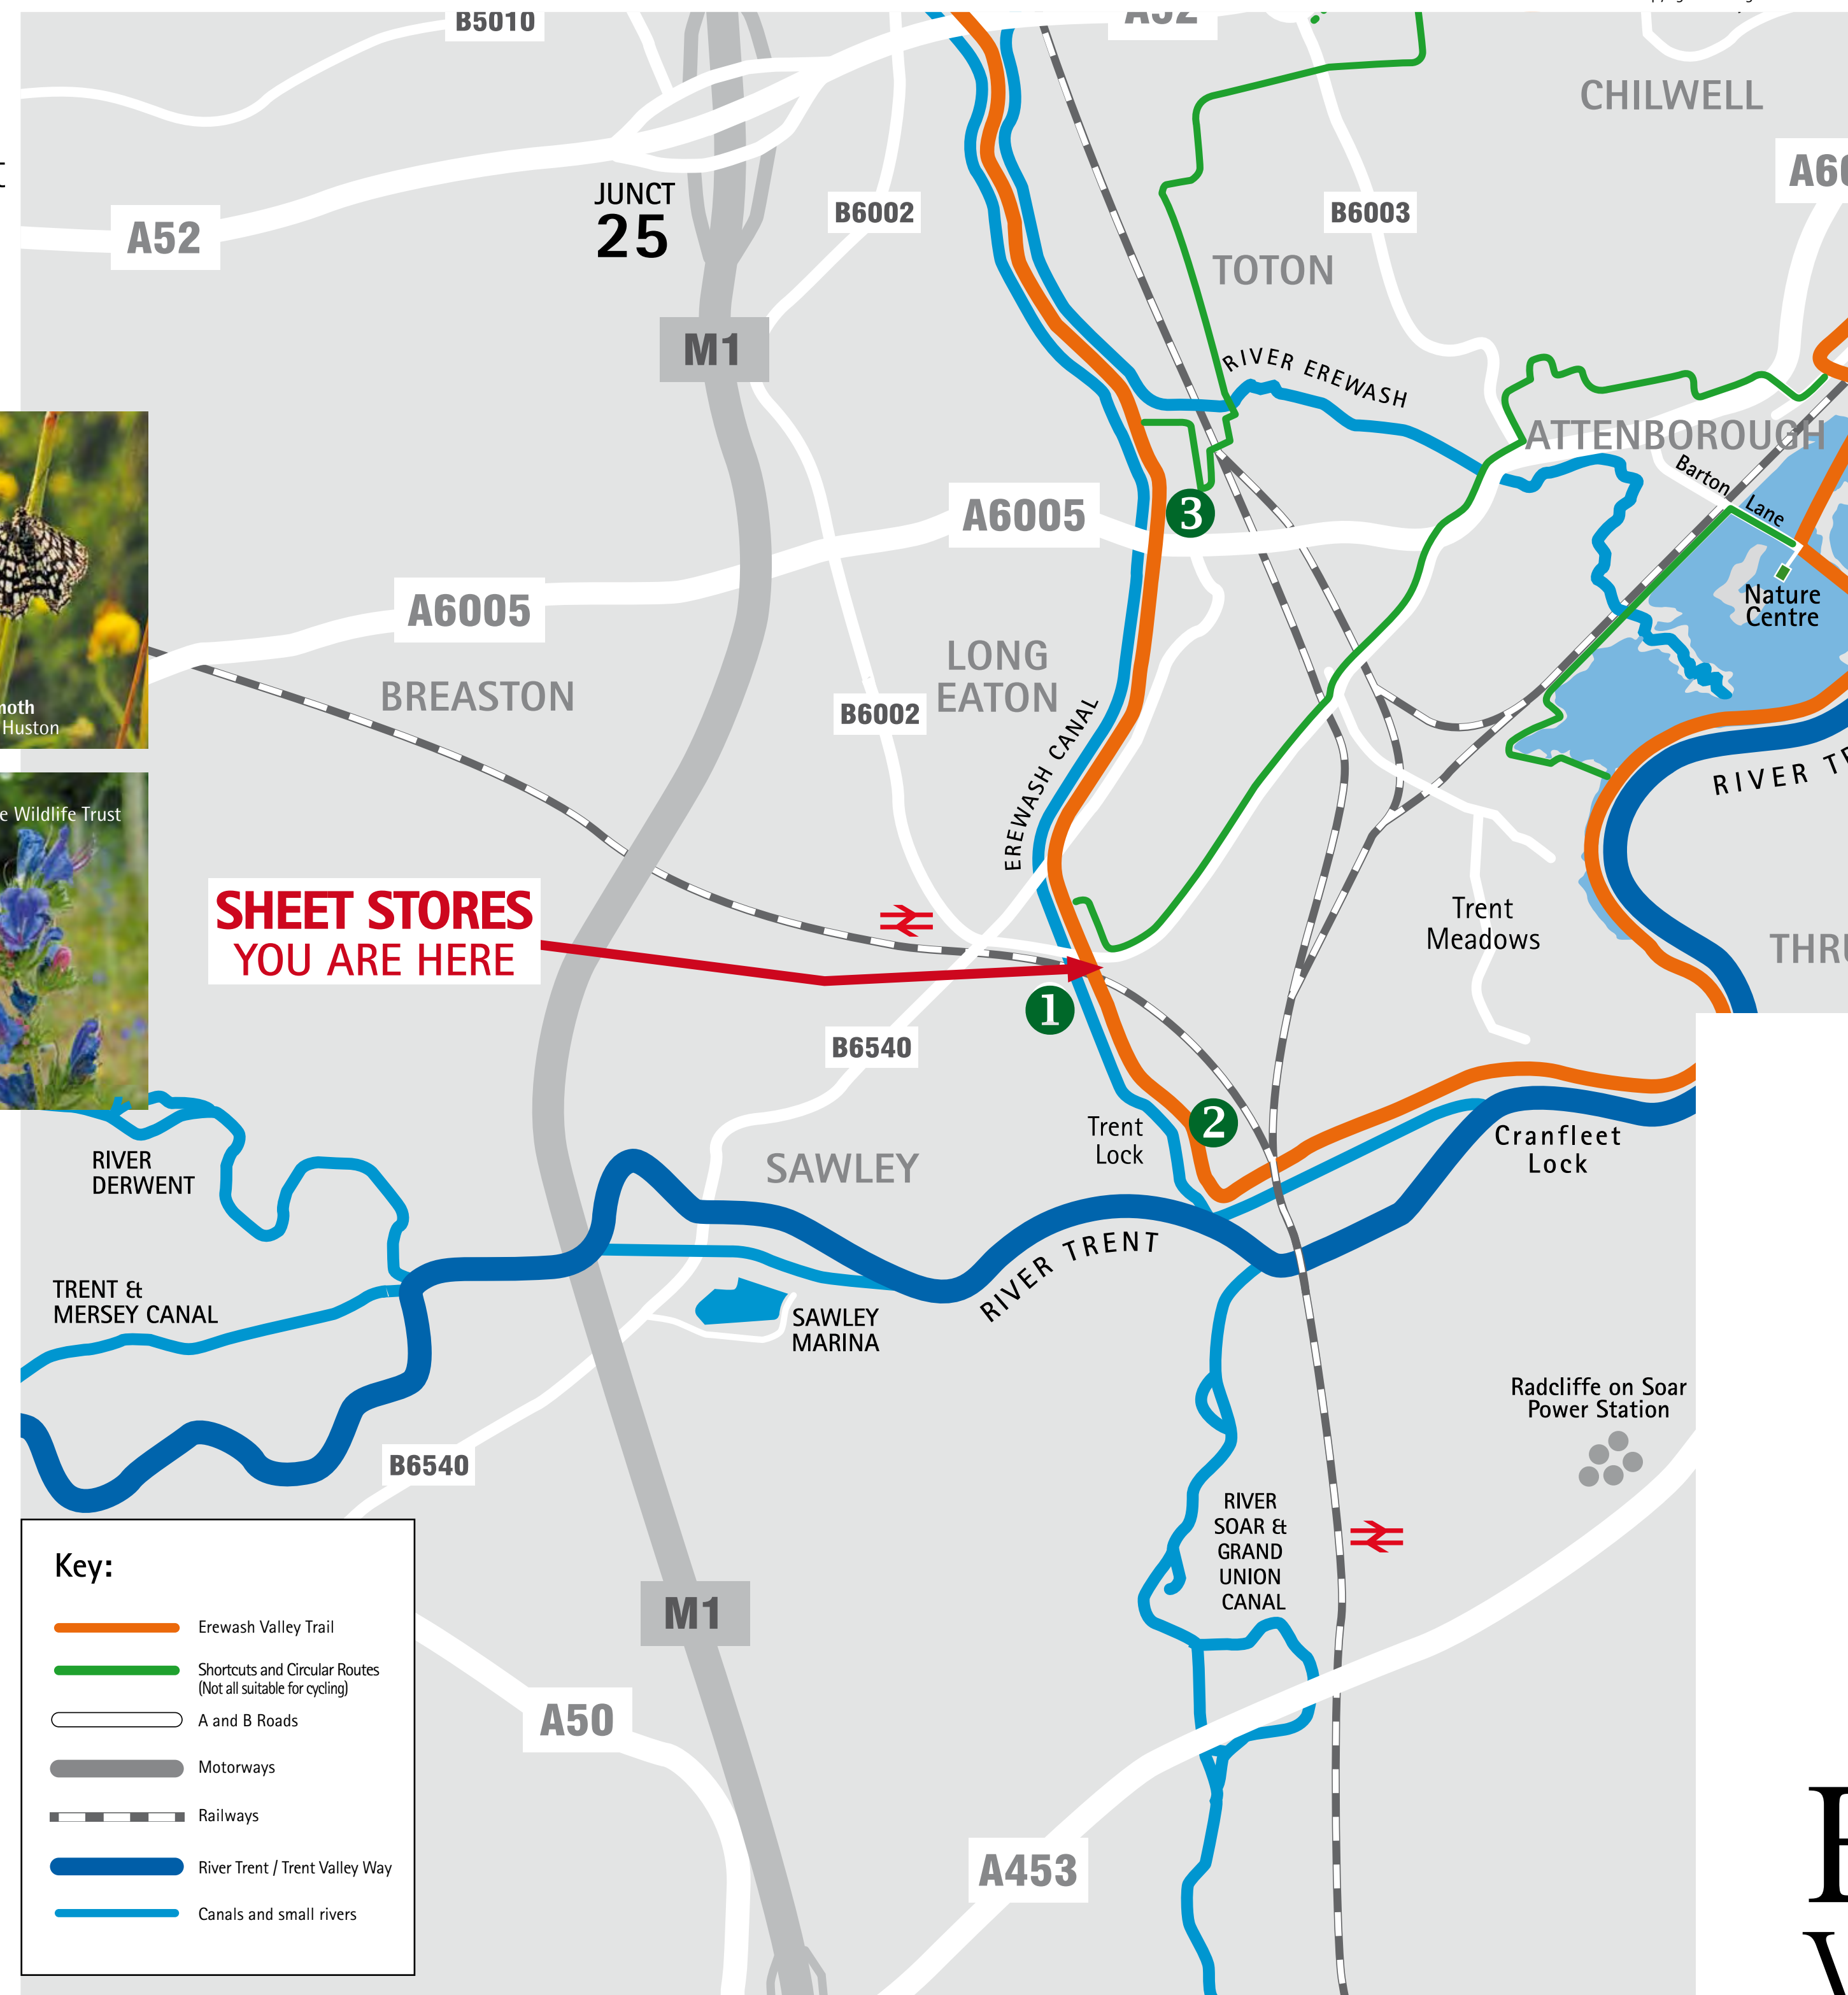 B5010
A52
CHILWELL
JUNCT
25
A52
B6002
B6003
TOTON
M1
RIVER EREWASH
ATTENBOROUGH
Barton Lane
A6005
3
Nature
Centre
A6005
LONG
EATON
BREASTON
B6002
EREWASH CANAL
Huston
RIVER
e Wildlife Trust
SHEET STORES
YOU ARE HERE
Trent
Meadows
1
B6540
2
Trent
Lock
Cranfleet
Lock
RIVER
DERWENT
SAWLEY
RIVER TRENT
TRENT &
MERSEY CANAL
SAWLEY
MARINA
Radcliffe on Soar
Power Station
B6540
RIVER
SOAR &
GRAND
UNION
CANAL
M1
A50
A453
Key:
Erewash Valley Trail
Shortcuts and Circular Routes
(Not all suitable for cycling)
A and B Roads
Motorways
Railways
River Trent / Trent Valley Way
Canals and small rivers